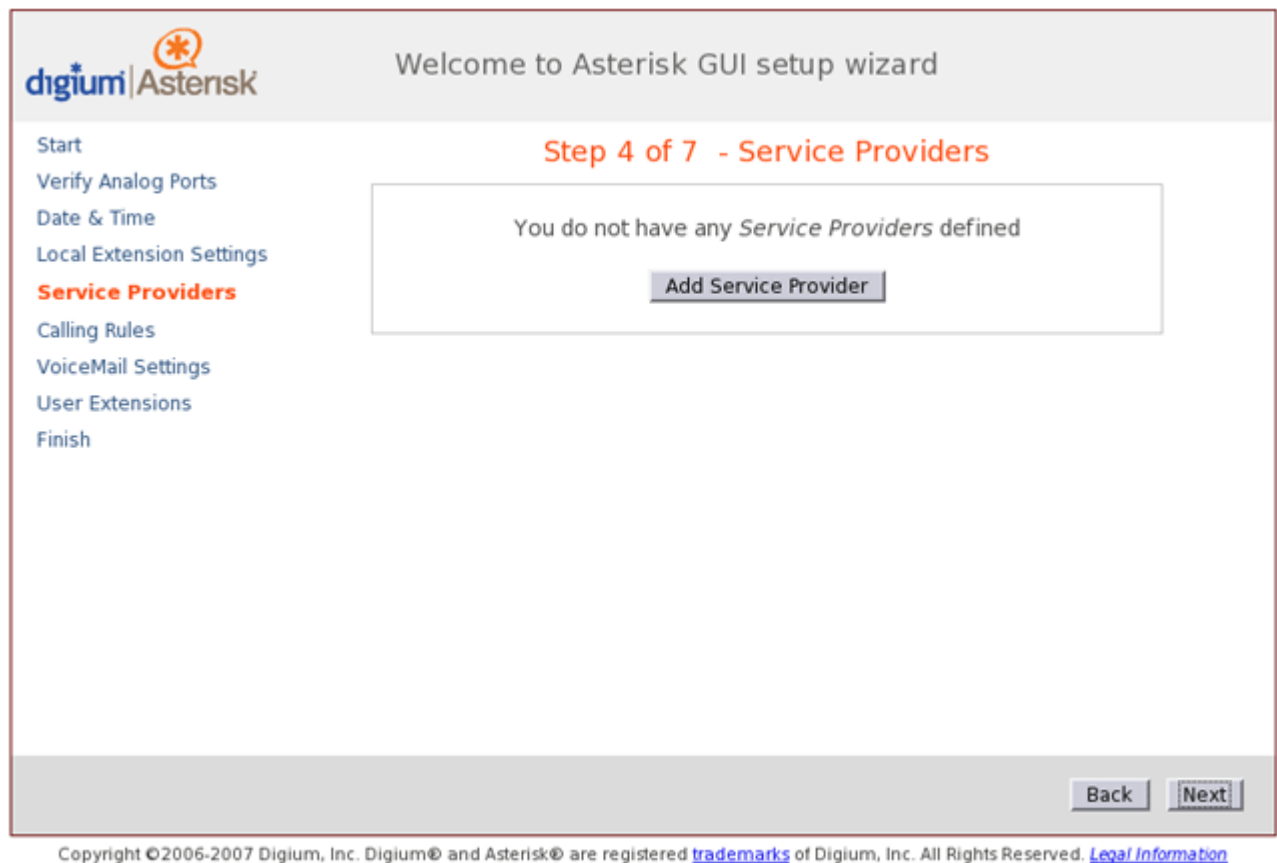 digium Asterisk
Welcome to Asterisk GUI setup wizard
Start
Verify Analog Ports
Date & Time
Local Extension Settings
Service Providers
Calling Rules
VoiceMail Settings
User Extensions
Finish
Step 4 of 7 - Service Providers
You do not have any Service Providers defined
Add Service Provider
Back
Next
Copyright ©2006-2007 Digium, Inc. Digium® and Asterisk® are registered trademarks of Digium, Inc. All Rights Reserved. Legal Information